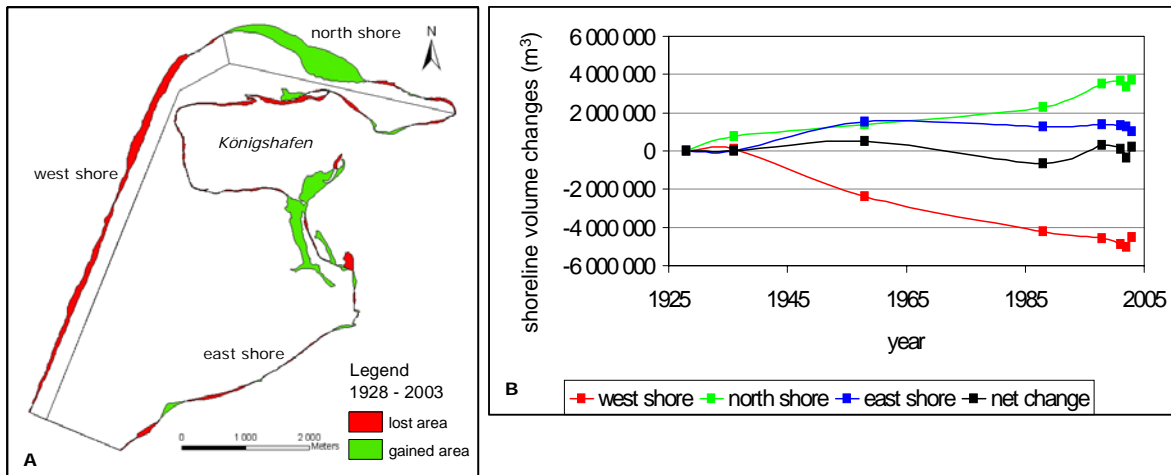 north shore
N
Königshafen
west shore
east shore
Legend
1928 - 2003
lost area
gained area
0 1 000 2 000
Meters
A
shoreline volume changes (m³)
6 000 000
4 000 000
2 000 000
0
-2 000 000
-4 000 000
-6 000 000
1925 1945 1965 1985 2005
year
B
west shore north shore east shore net change